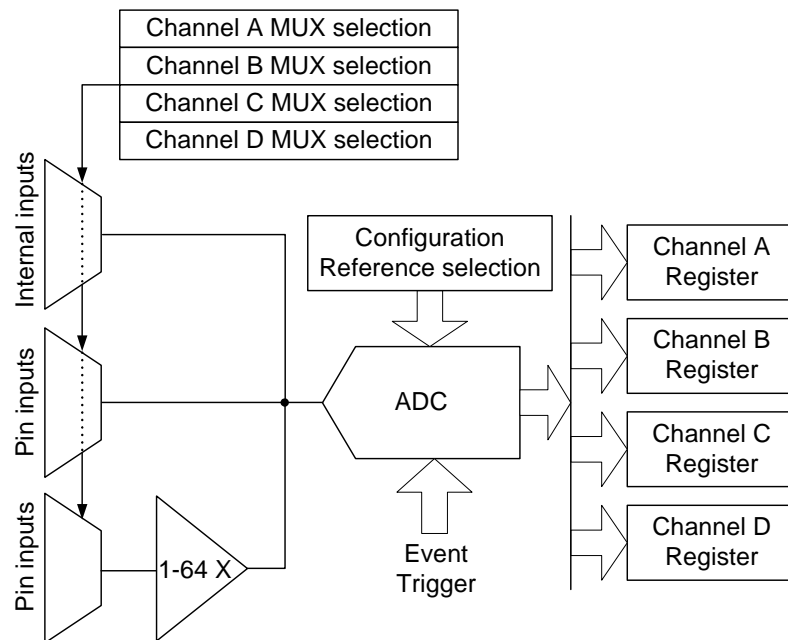 Channel A MUX selection
Channel B MUX selection
Channel C MUX selection
Channel D MUX selection
Internal inputs
Pin inputs
Pin inputs
1-64 X
Configuration
Reference selection
ADC
Event
Trigger
Channel A
Register
Channel B
Register
Channel C
Register
Channel D
Register